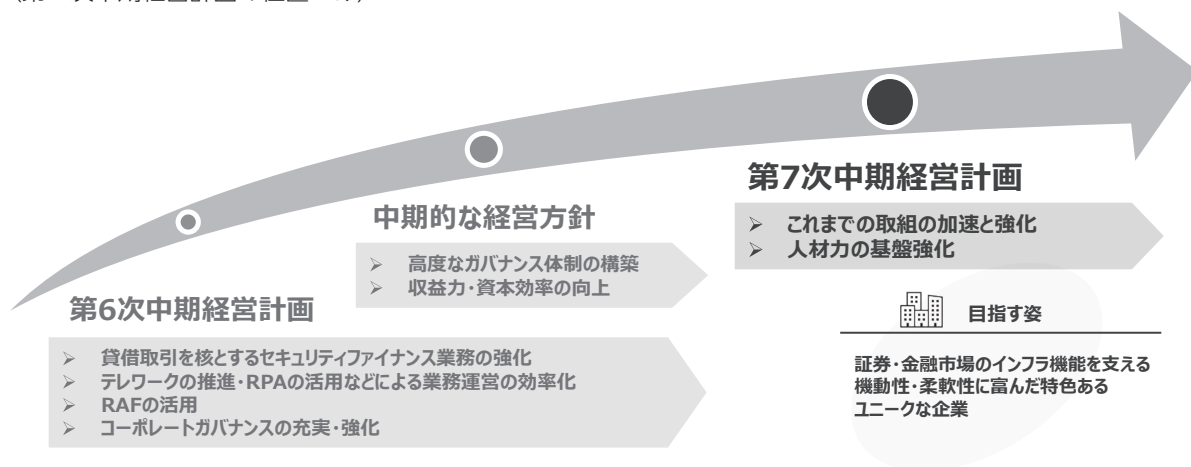 第7次中期経営計画
➢ これまでの取組の加速と強化
➢ 人材力の基盤強化
中期的な経営方針
➢ 高度なガバナンス体制の構築
➢ 収益力・資本効率の向上
第6次中期経営計画
➢ 貸借取引を核とするセキュリティファイナンス業務の強化
➢ テレワークの推進・RPAの活用などによる業務運営の効率化
➢ RAFの活用
➢ コーポレートガバナンスの充実・強化
目指す姿
証券・金融市場のインフラ機能を支える
機動性・柔軟性に富んだ特色ある
ユニークな企業